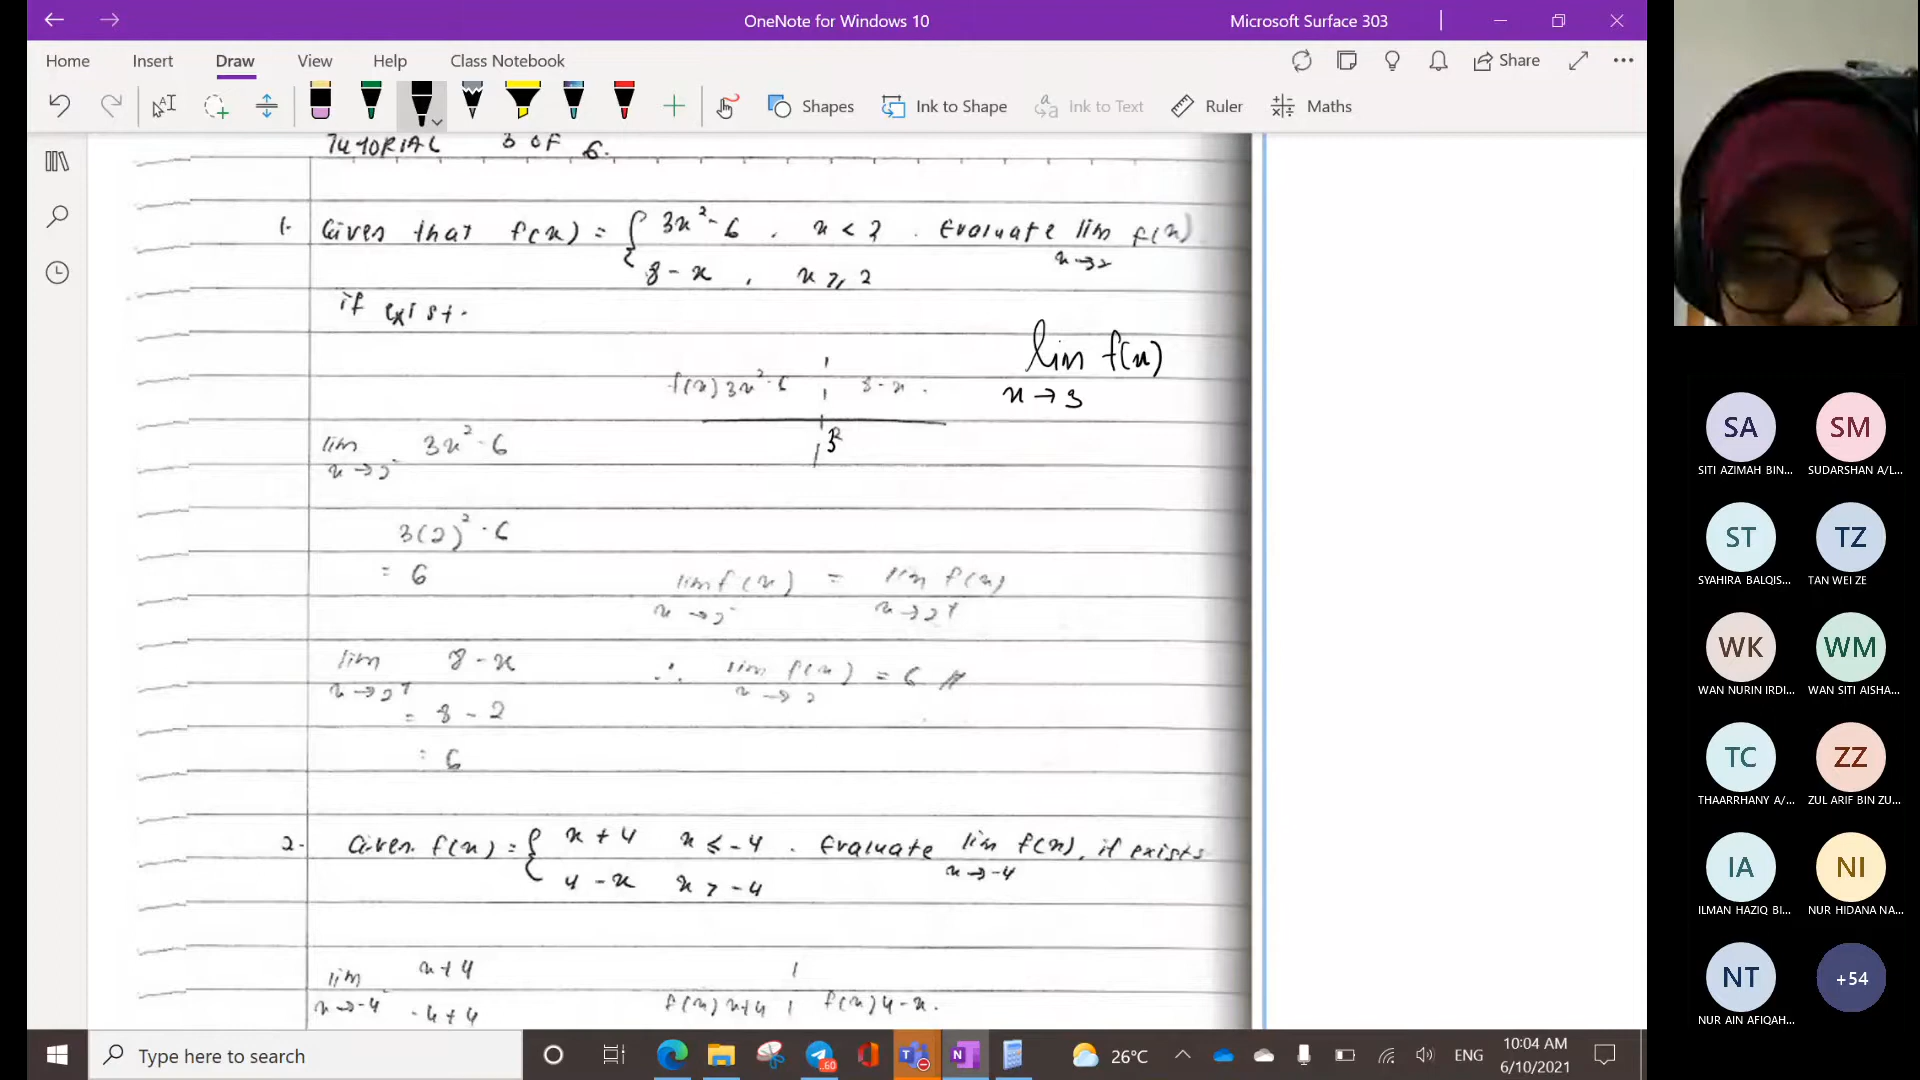 OneNote for Windows 10
Microsoft Surface 303
Home Insert Draw View Help Class Notebook
Share
Shapes Ink to Shape Ink to Text Ruler Maths
TUTORIAL 3 OF 6.
1. Given that f(x) = { 3x² - 6 , x < 2 . Evaluate lim f(x)
8 - x , x ≥ 2 x→2
if exist.
lim f(x)
x → 3
f(x) 3x² - 6 8 - x .
lim 3x² - 6
x → 2⁻
3(2)² - 6
= 6
lim f(x) = lim f(x)
x → 2⁻ x → 2⁺
lim 8 - x
x → 2⁺
∴ lim f(x) = 6 //
x → 2
= 8 - 2
= 6
2. Given f(x) = { x + 4 x ≤ -4 . Evaluate lim f(x), if exists
4 - x x > -4 x→-4
lim x + 4
x→-4⁻ -4 + 4
f(x) x+4 f(x) 4-x.
SA SM
SITI AZIMAH BIN... SUDARSHAN A/L...
ST TZ
SYAHIRA BALQIS... TAN WEI ZE
WK WM
WAN NURIN IRDI... WAN SITI AISHA...
TC ZZ
THAARRHANY A/... ZUL ARIF BIN ZU...
IA NI
ILMAN HAZIQ BI... NUR HIDANA NA...
NT +54
NUR AIN AFIQAH...
Type here to search
.60
26°C
ENG
10:04 AM
6/10/2021